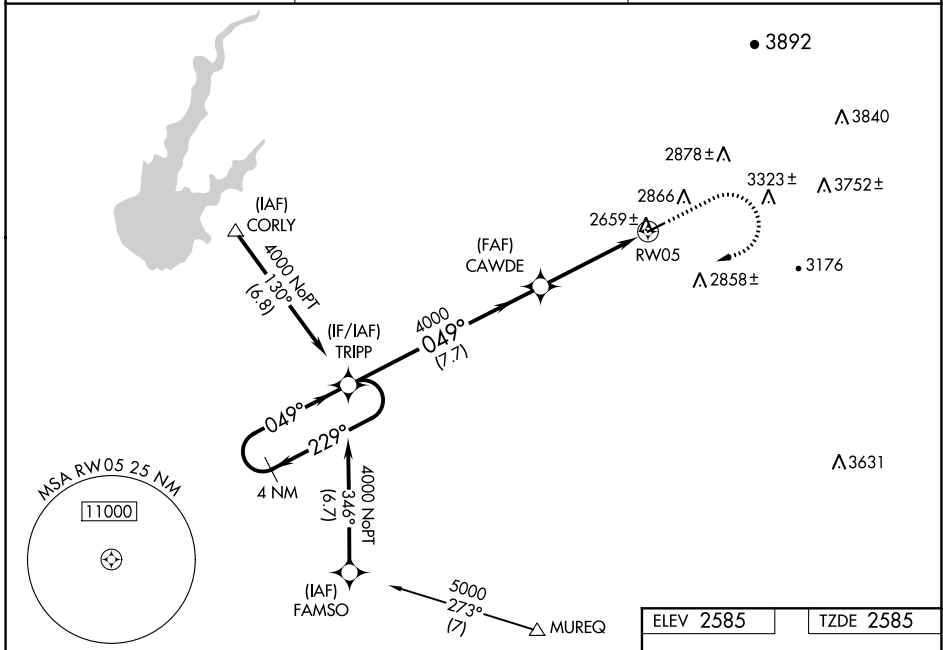 3892
3840
2878±
3323±
3752±
2866
2659±
RW05
3176
2858±
(IAF)
CORLY
4000 NoPT
130°
(6.8)
(FAF)
CAWDE
(IF/IAF)
TRIPP
4000
049°
(7.7)
049°
229°
4 NM
4000 NoPT
346°
(6.7)
3631
MSA RW05 25 NM
11000
(IAF)
FAMSO
5000
273°
(7)
MUREQ
ELEV 2585
TZDE 2585